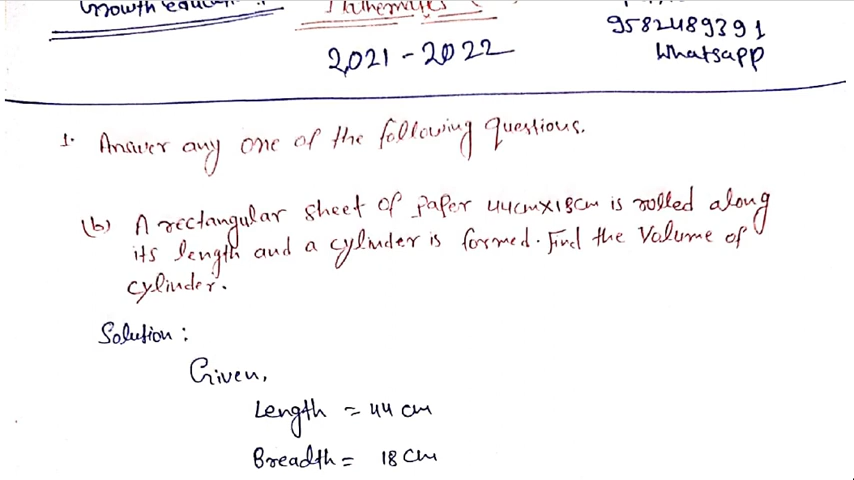 2021-2022
9582489391
Whatsapp
1. Answer any one of the following questions.
(b) A rectangular sheet of paper 44cmx18cm is rolled along
its length and a cylinder is formed. Find the Volume of
cylinder.
Solution :
Given,
Length = 44 cm
Breadth = 18 cm